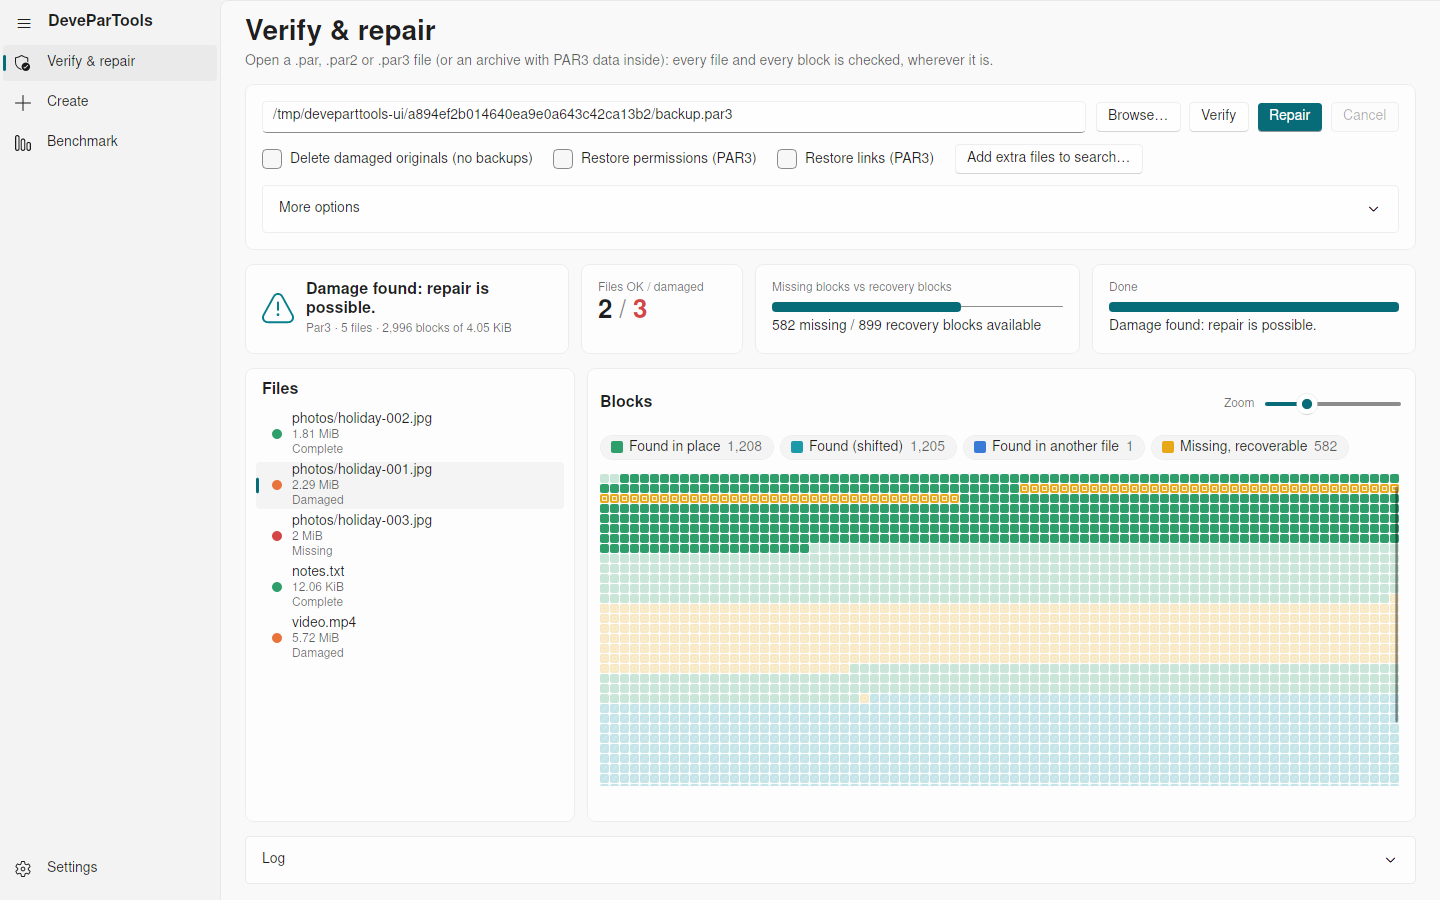 DeveParTools
Verify & repair
Create
Benchmark
Settings
Verify & repair
Open a .par, .par2 or .par3 file (or an archive with PAR3 data inside): every file and every block is checked, wherever it is.
/tmp/deveparttools-ui/a894ef2b014640ea9e0a643c42ca13b2/backup.par3
Browse...
Verify
Repair
Cancel
Delete damaged originals (no backups)
Restore permissions (PAR3)
Restore links (PAR3)
Add extra files to search...
More options
Damage found: repair is
possible.
Par3 · 5 files · 2,996 blocks of 4.05 KiB
Files OK / damaged
2 / 3
Missing blocks vs recovery blocks
582 missing / 899 recovery blocks available
Done
Damage found: repair is possible.
Files
photos/holiday-002.jpg
1.81 MiB
Complete
photos/holiday-001.jpg
2.29 MiB
Damaged
photos/holiday-003.jpg
2 MiB
Missing
notes.txt
12.06 KiB
Complete
video.mp4
5.72 MiB
Damaged
Blocks
Zoom
Found in place 1,208
Found (shifted) 1,205
Found in another file 1
Missing, recoverable 582
Log